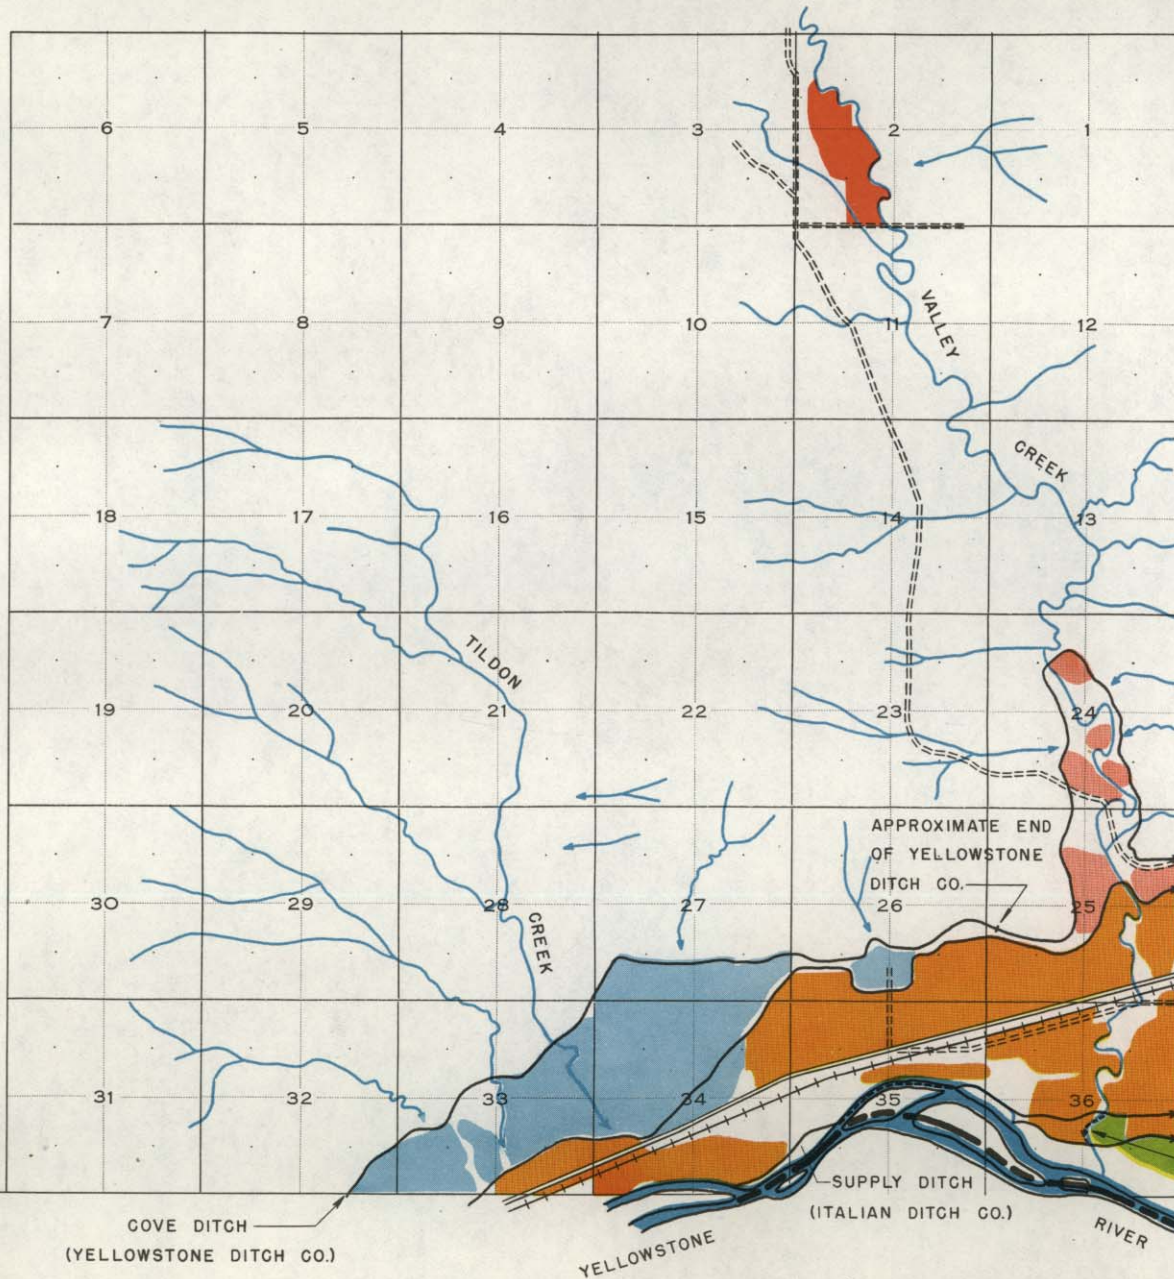 6 5 4 3 2 1
7 8 9 10 11 12
VALLEY
CREEK
18 17 16 15 14 13
TILDON
19 20 21 22 23 24
APPROXIMATE END
OF YELLOWSTONE
DITCH CO.
30 29 28 27 26 25
CREEK
31 32 33 34 35 36
SUPPLY DITCH
(ITALIAN DITCH CO.)
COVE DITCH
(YELLOWSTONE DITCH CO.)
YELLOWSTONE
RIVER